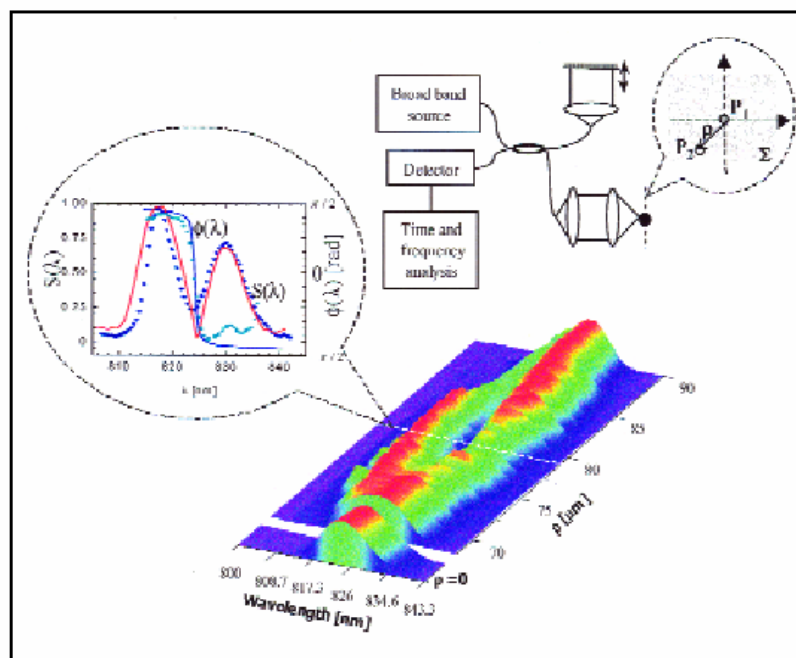 Broad band
source
Detector
Time and
frequency
analysis
P₁
ρ
P₂
Σ
S(λ)
1.00
0.75
0.50
0.25
0
φ(λ)
S(λ)
0
φ(λ) [rad]
810
820
830
840
λ [nm]
90
85
80
75
70
ρ [μm]
ρ=0
800
808.7
817.3
826
834.6
843.3
Wavelength [nm]